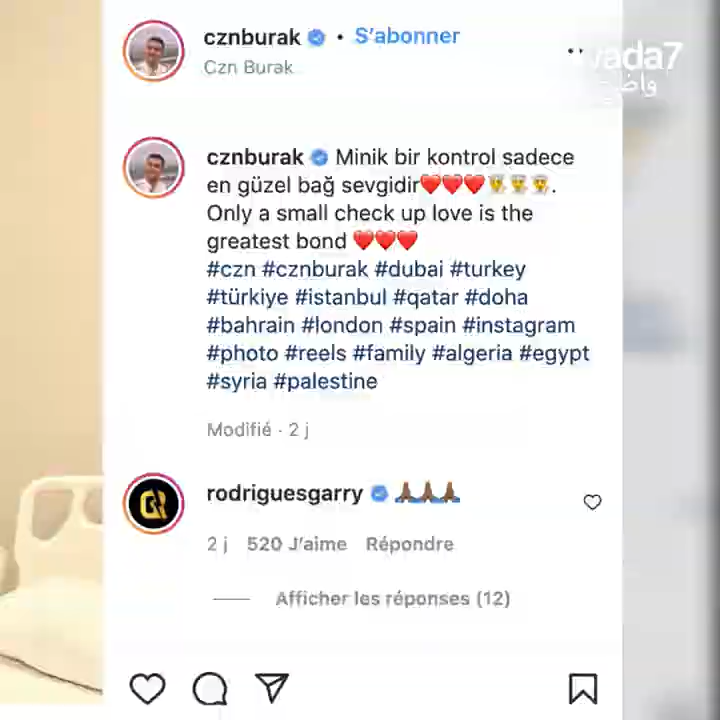 cznburak • S'abonner
Czn Burak
wada7
واضح
cznburak Minik bir kontrol sadece
en güzel bağ sevgidir❤️❤️❤️.
Only a small check up love is the
greatest bond ❤️❤️❤️
#czn #cznburak #dubai #turkey
#türkiye #istanbul #qatar #doha
#bahrain #london #spain #instagram
#photo #reels #family #algeria #egypt
#syria #palestine
Modifié · 2 j
rodriguesgarry 🙏🏾🙏🏾🙏🏾
2 j 520 J'aime Répondre
Afficher les réponses (12)